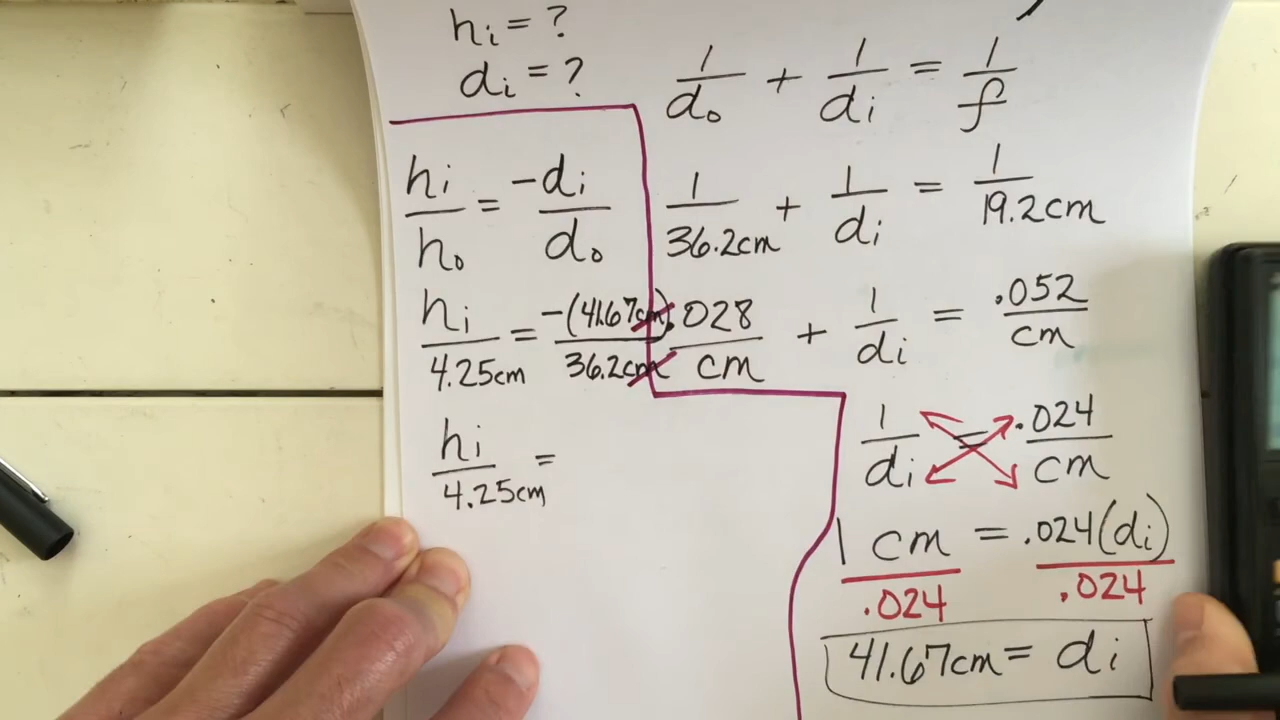 hi = ?
di = ?
hi/ho = -di/do
hi/4.25cm = -(41.67cm)/36.2cm
hi/4.25cm =
1/do + 1/di = 1/f
1/36.2cm + 1/di = 1/19.2cm
.028/cm + 1/di = .052/cm
1/di = .024/cm
1 cm = .024(di)
.024 .024
41.67cm = di